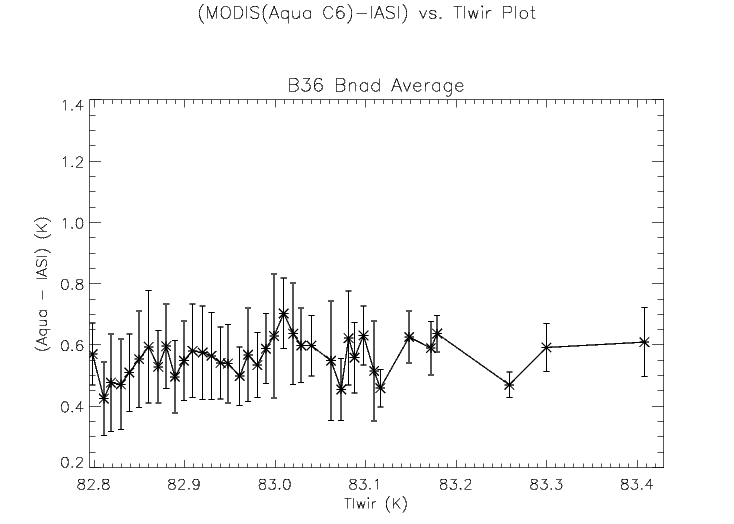 (MODIS(Aqua C6)-IASI) vs. Tlwir Plot
B36 Bnad Average
1.4
1.2
1.0
0.8
0.6
0.4
0.2
(Aqua - IASI) (K)
82.8 82.9 83.0 83.1 83.2 83.3 83.4
Tlwir (K)